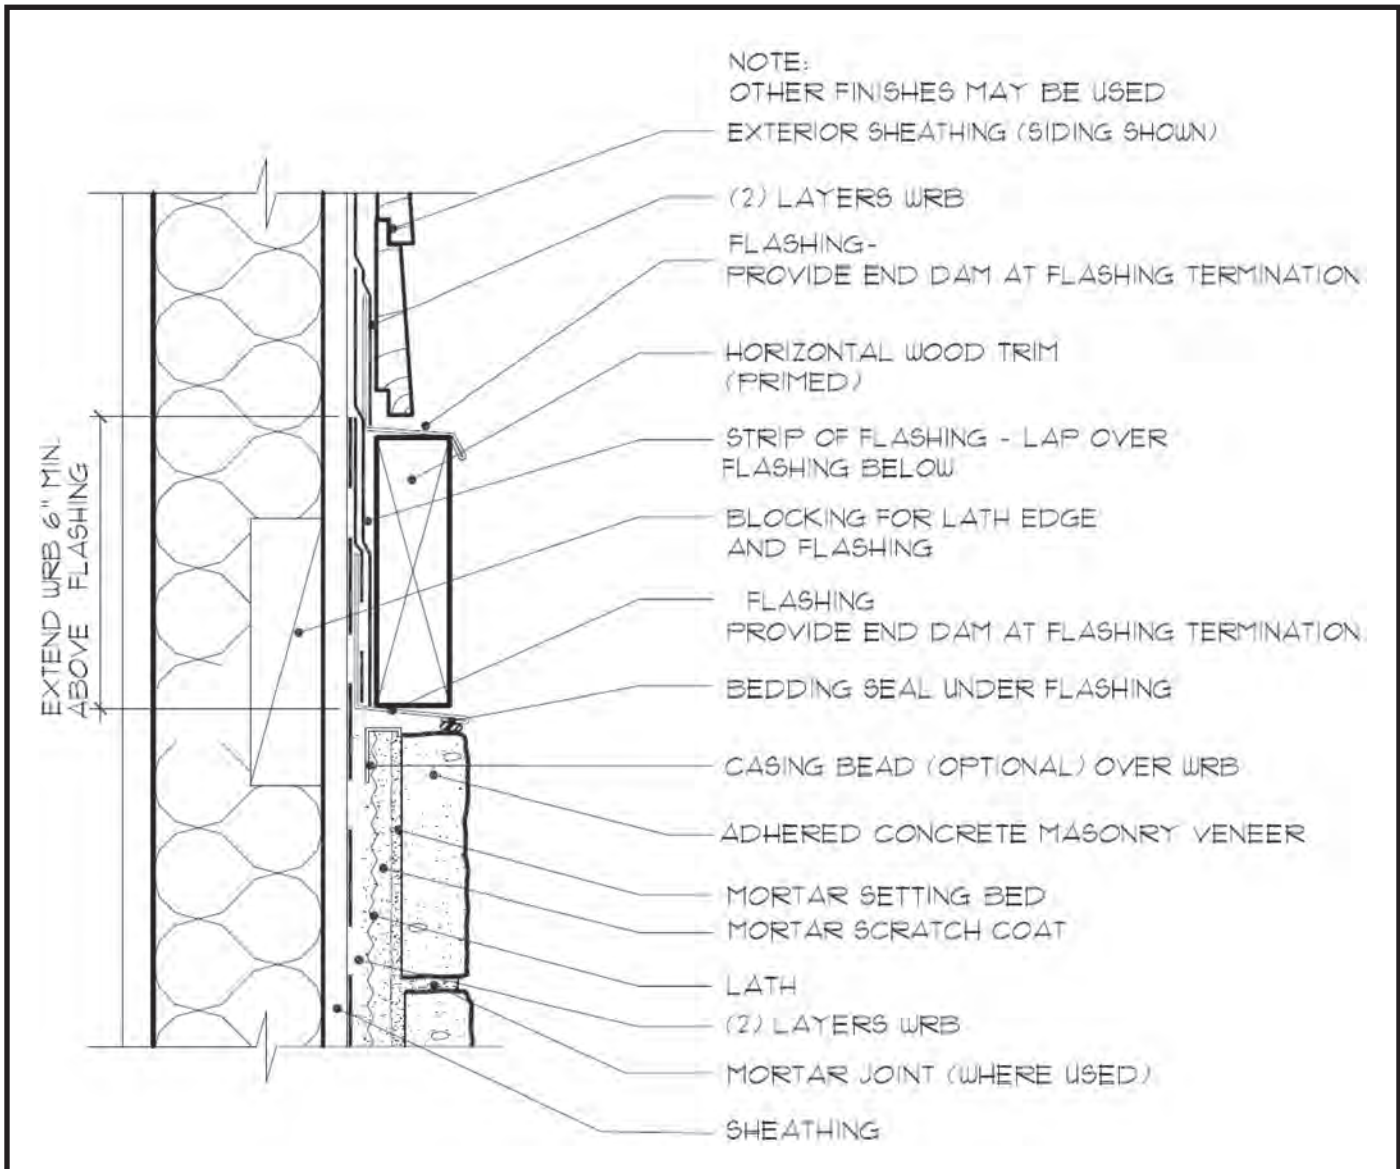 NOTE:
OTHER FINISHES MAY BE USED
EXTERIOR SHEATHING (SIDING SHOWN)
(2) LAYERS WRB
FLASHING-
PROVIDE END DAM AT FLASHING TERMINATION
HORIZONTAL WOOD TRIM
(PRIMED)
STRIP OF FLASHING - LAP OVER
FLASHING BELOW
BLOCKING FOR LATH EDGE
AND FLASHING
FLASHING
PROVIDE END DAM AT FLASHING TERMINATION
BEDDING SEAL UNDER FLASHING
CASING BEAD (OPTIONAL) OVER WRB
ADHERED CONCRETE MASONRY VENEER
MORTAR SETTING BED
MORTAR SCRATCH COAT
LATH
(2) LAYERS WRB
MORTAR JOINT (WHERE USED)
SHEATHING
EXTEND WRB 6" MIN.
ABOVE FLASHING